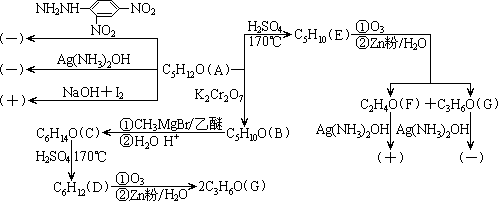 NH₂NH NO₂
NO₂
H₂SO₄ 170℃ C₅H₁₀(E) ①O₃ ②Zn粉/H₂O
(−)
(−) Ag(NH₃)₂OH C₅H₁₂O(A)
(+) NaOH+I₂ K₂Cr₂O₇
C₂H₄O(F)+C₃H₆O(G)
C₆H₁₄O(C) ①CH₃MgBr/乙醚 ②H₂O H⁺ C₅H₁₀O(B)
Ag(NH₃)₂OH Ag(NH₃)₂OH
(+) (−)
H₂SO₄ 170℃
C₆H₁₂(D) ①O₃ ②Zn粉/H₂O 2C₃H₆O(G)